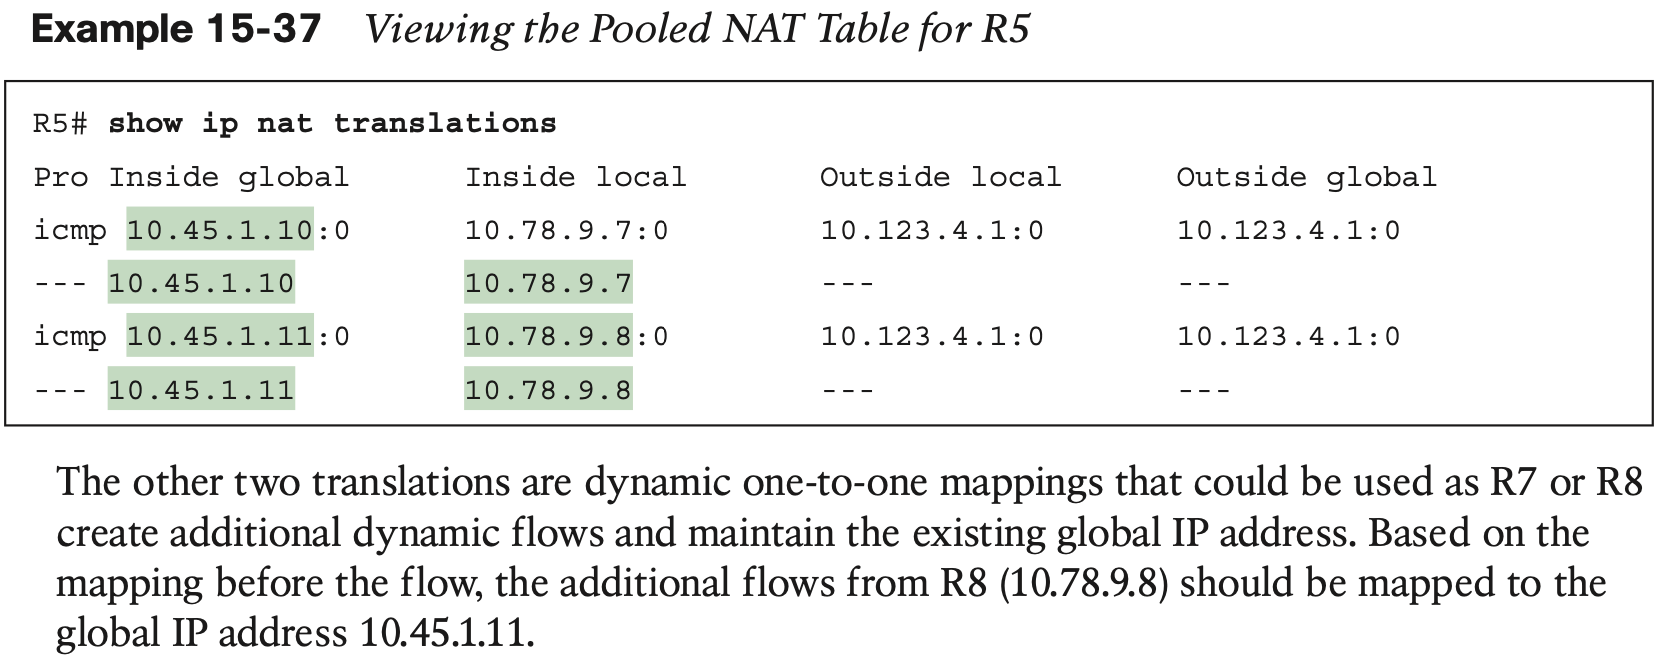 Example 15-37 Viewing the Pooled NAT Table for R5
R5# show ip nat translations
Pro Inside global Inside local Outside local Outside global
icmp 10.45.1.10:0 10.78.9.7:0 10.123.4.1:0 10.123.4.1:0
--- 10.45.1.10 10.78.9.7 --- ---
icmp 10.45.1.11:0 10.78.9.8:0 10.123.4.1:0 10.123.4.1:0
--- 10.45.1.11 10.78.9.8 --- ---
The other two translations are dynamic one-to-one mappings that could be used as R7 or R8
create additional dynamic flows and maintain the existing global IP address. Based on the
mapping before the flow, the additional flows from R8 (10.78.9.8) should be mapped to the
global IP address 10.45.1.11.